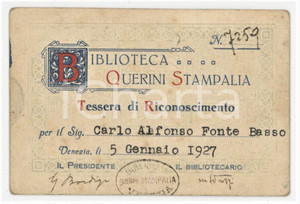 N. 7259
BIBLIOTECA ....
QUERINI STAMPALIA
Tessera di Riconoscimento
per il Sig. Carlo Alfonso Fonte Basso
Venezia, il 5 Gennaio 1927
IL PRESIDENTE IL BIBLIOTECARIO